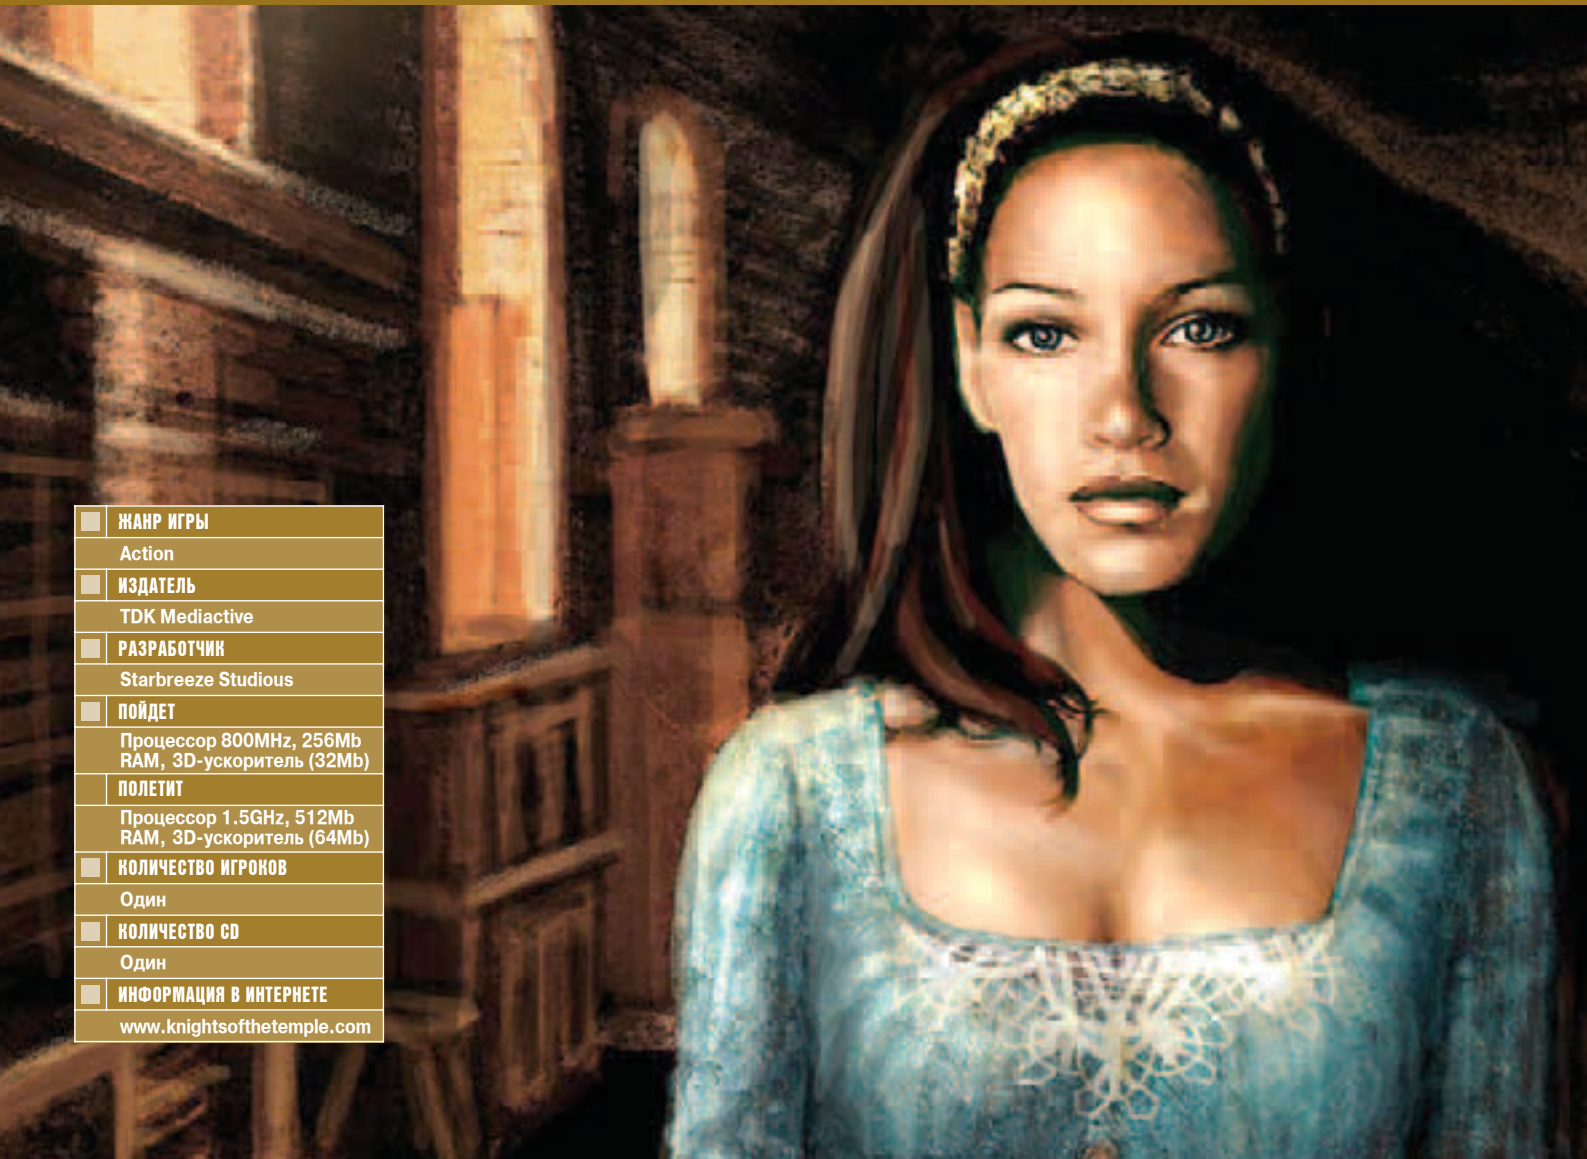 ЖАНР ИГРЫ
Action
ИЗДАТЕЛЬ
TDK Mediactive
РАЗРАБОТЧИК
Starbreeze Studious
ПОЙДЕТ
Процессор 800MHz, 256Mb
RAM, 3D-ускоритель (32Mb)
ПОЛЕТИТ
Процессор 1.5GHz, 512Mb
RAM, 3D-ускоритель (64Mb)
КОЛИЧЕСТВО ИГРОКОВ
Один
КОЛИЧЕСТВО CD
Один
ИНФОРМАЦИЯ В ИНТЕРНЕТЕ
www.knightsofthetemple.com